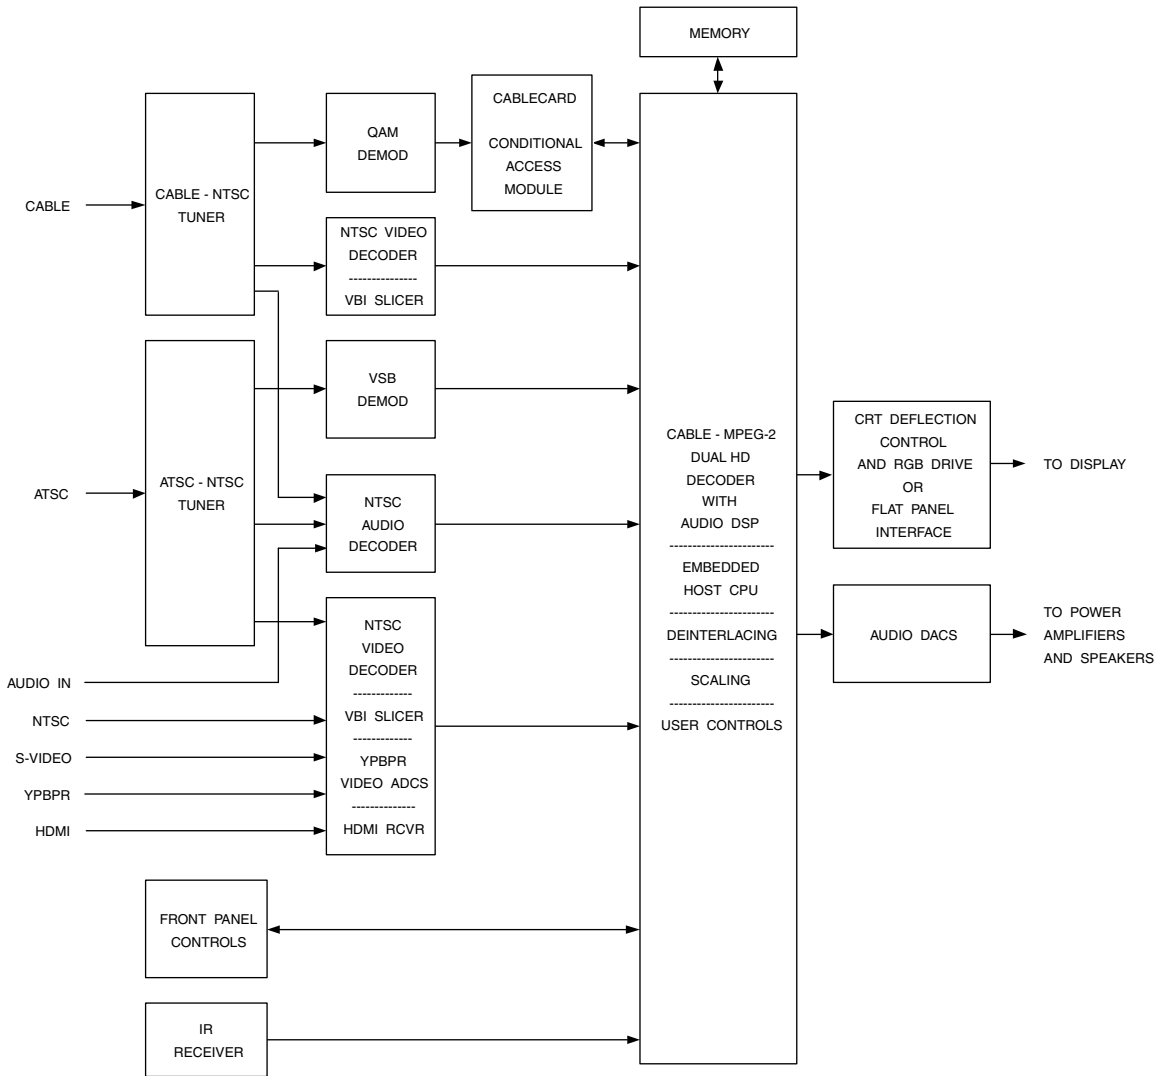 MEMORY
CABLE
CABLE - NTSC
TUNER
QAM
DEMOD
CABLECARD
CONDITIONAL
ACCESS
MODULE
NTSC VIDEO
DECODER
---------------
VBI SLICER
ATSC
ATSC - NTSC
TUNER
VSB
DEMOD
NTSC
AUDIO
DECODER
NTSC
VIDEO
DECODER
-------------
VBI SLICER
-------------
YPBPR
VIDEO ADCS
--------------
HDMI RCVR
AUDIO IN
NTSC
S-VIDEO
YPBPR
HDMI
FRONT PANEL
CONTROLS
IR
RECEIVER
CABLE - MPEG-2
DUAL HD
DECODER
WITH
AUDIO DSP
-----------------------
EMBEDDED
HOST CPU
-----------------------
DEINTERLACING
-----------------------
SCALING
-----------------------
USER CONTROLS
CRT DEFLECTION
CONTROL
AND RGB DRIVE
OR
FLAT PANEL
INTERFACE
TO DISPLAY
AUDIO DACS
TO POWER
AMPLIFIERS
AND SPEAKERS